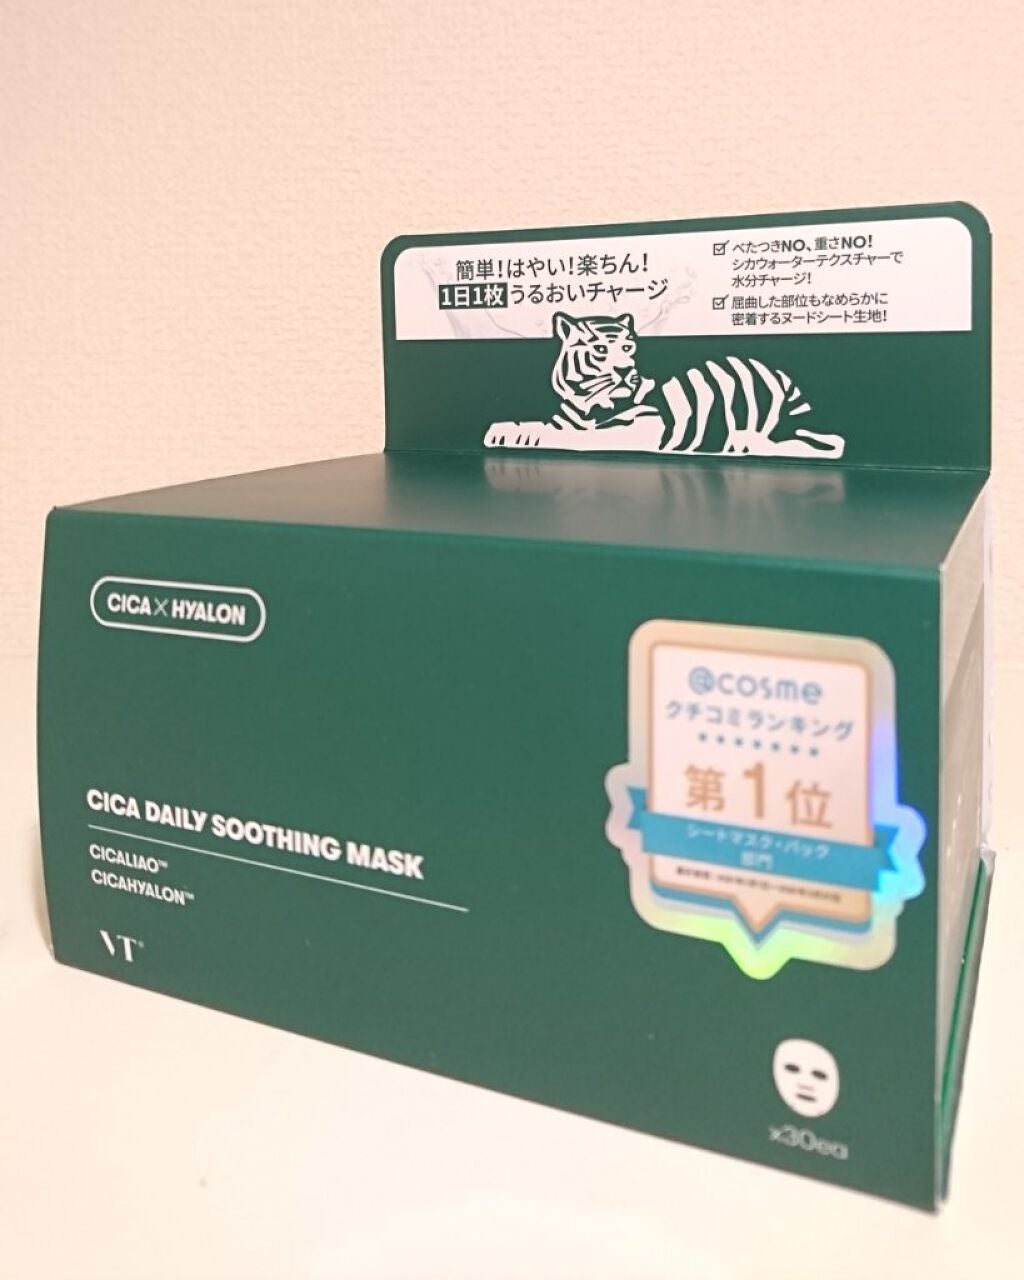 簡単!はやい!楽ちん!
1日1枚うるおいチャージ
べたつきNO、重さNO!
シカウォーターテクスチャーで
水分チャージ!
屈曲した部位もなめらかに
密着するヌードシート生地!
CICA×HYALON
CICA DAILY SOOTHING MASK
CICALIAO™
CICAHYALON™
VT®
@cosme
クチコミランキング
第1位
シートマスク・パック
部門
×30ea